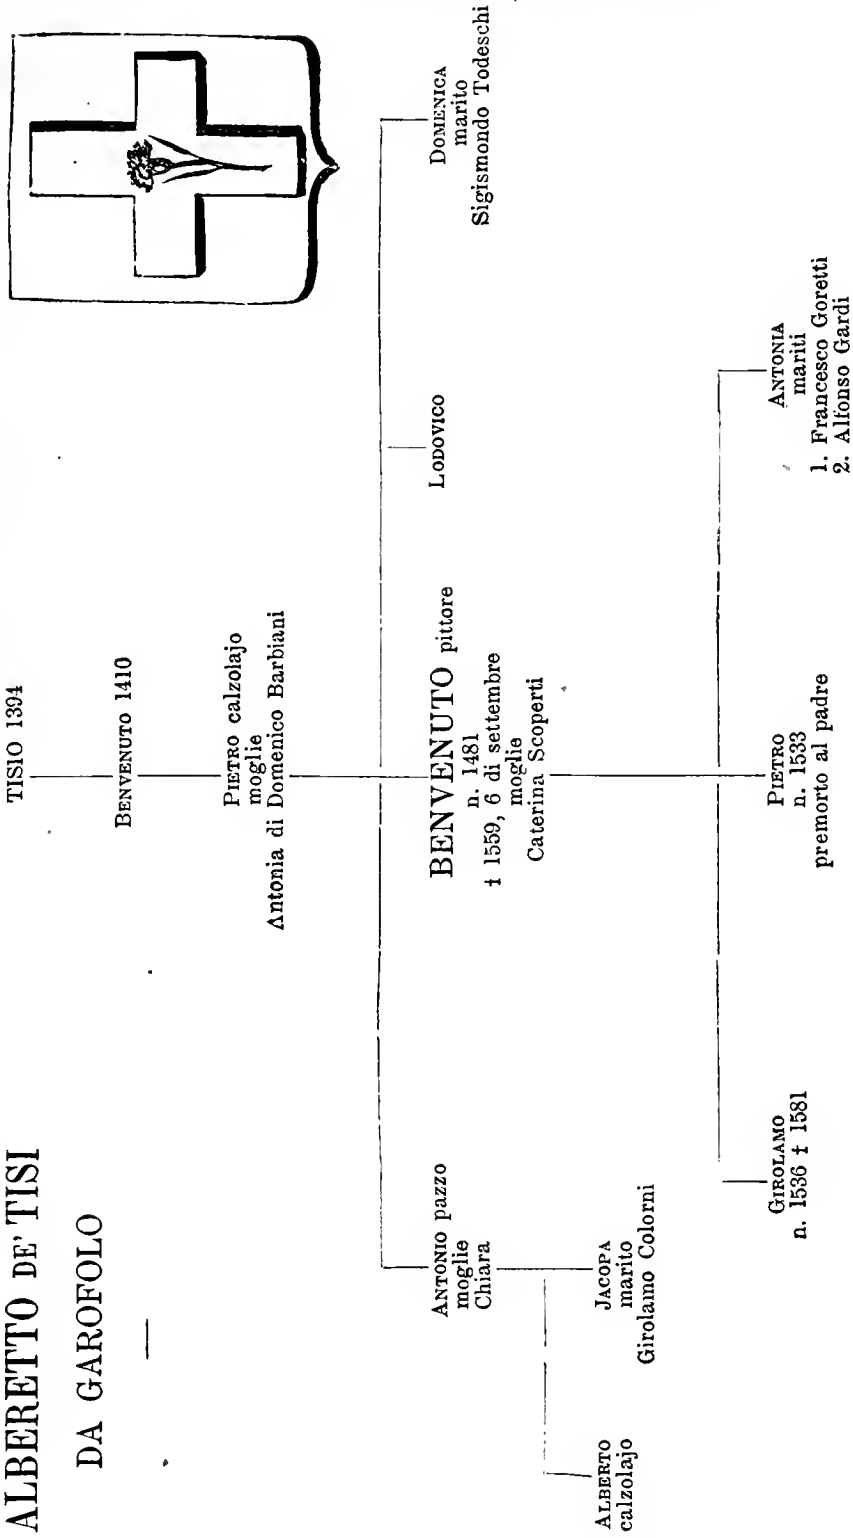 ALBERETTO DE' TISI
DA GAROFOLO
TISIO 1394
BENVENUTO 1410
PIETRO calzolajo
moglie
Antonia di Domenico Barbiani
ANTONIO pazzo
moglie
Chiara
BENVENUTO pittore
n. 1481
† 1559, 6 di settembre
moglie
Caterina Scoperti
LODOVICO
DOMENICA
marito
Sigismondo Todeschi
ALBERTO
calzolajo
JACOPA
marito
Girolamo Colorni
GIROLAMO
n. 1536 † 1581
PIETRO
n. 1533
premorto al padre
ANTONIA
mariti
1. Francesco Goretti
2. Alfonso Gardi